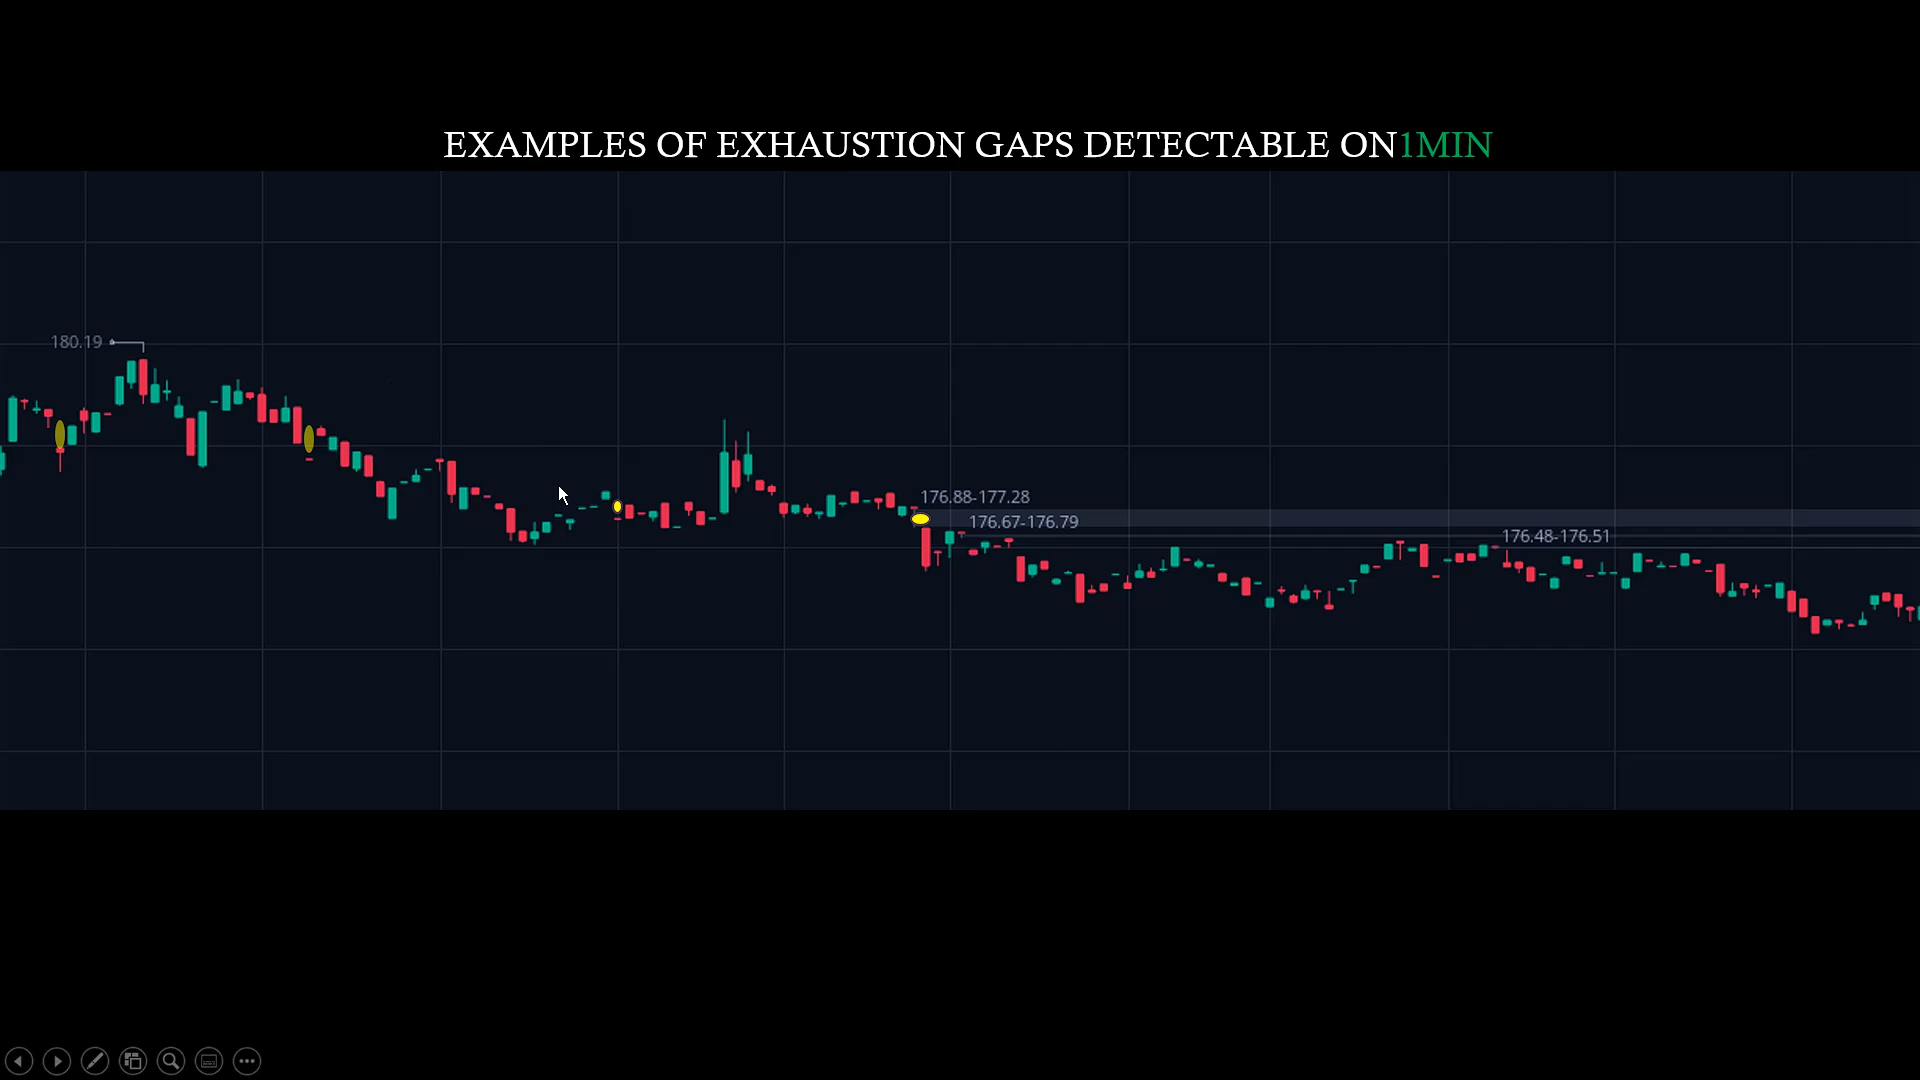 EXAMPLES OF EXHAUSTION GAPS DETECTABLE ON1MIN
180.19
176.88-177.28
176.67-176.79
176.48-176.51